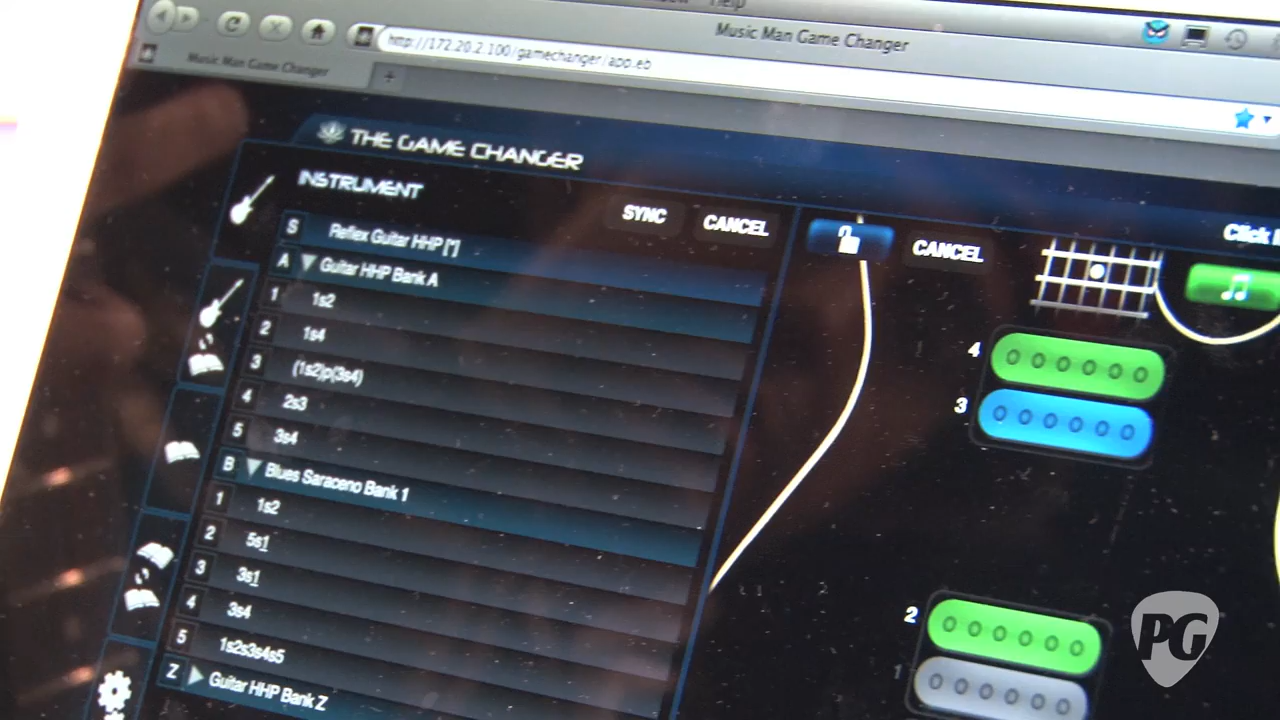 Help
Music Man Game Changer
http://172.20.2.100/gamechanger/app.eb
Music Man Game Changer
+
THE GAME CHANGER
INSTRUMENT
SYNC CANCEL
CANCEL
Click
S Reflex Guitar HHP [*]
A Guitar HHP Bank A
1 1s2
2 1s4
3 (1s2)p(3s4)
4 2s3
5 3s4
B Blues Saraceno Bank 1
1 1s2
2 5s1
3 3s1
4 3s4
5 1s2s3s4s5
Z Guitar HHP Bank Z
4
3
2
1
PG